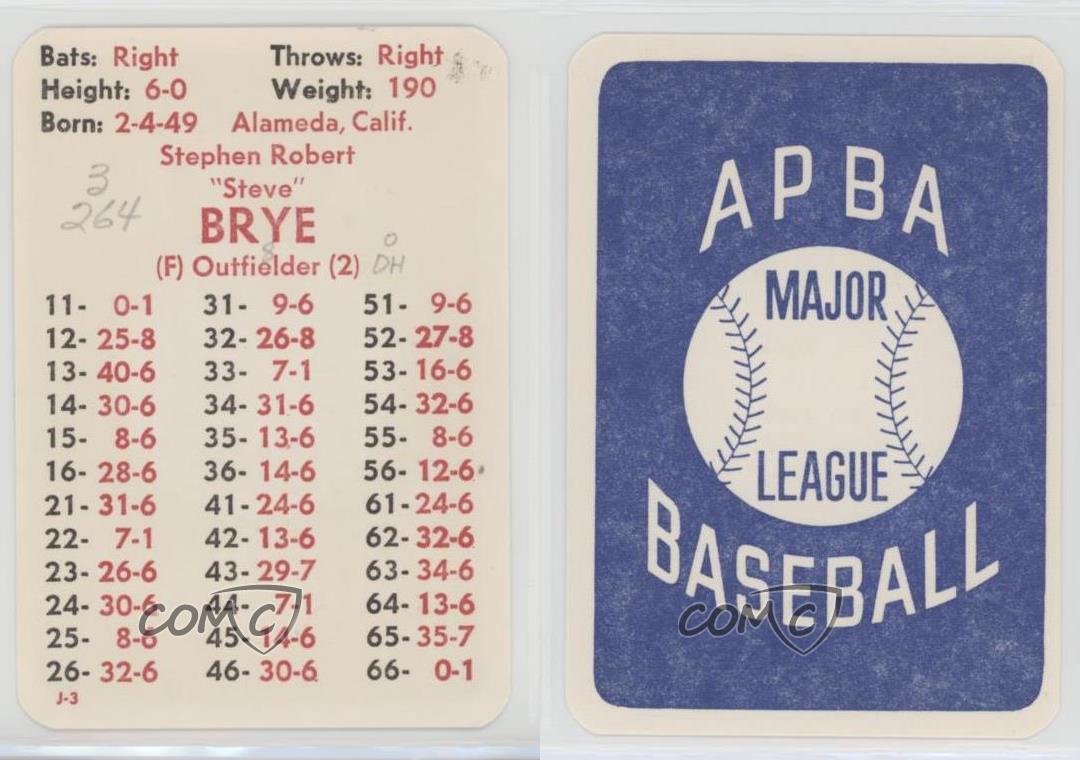 Bats: Right Throws: Right
Height: 6-0 Weight: 190
Born: 2-4-49 Alameda, Calif.
Stephen Robert
"Steve"
3
264
BRYE
8 0
(F) Outfielder (2) DH
11- 0-1 31- 9-6 51- 9-6
12- 25-8 32- 26-8 52- 27-8
13- 40-6 33- 7-1 53- 16-6
14- 30-6 34- 31-6 54- 32-6
15- 8-6 35- 13-6 55- 8-6
16- 28-6 36- 14-6 56- 12-6
21- 31-6 41- 24-6 61- 24-6
22- 7-1 42- 13-6 62- 32-6
23- 26-6 43- 29-7 63- 34-6
24- 30-6 44- 7-1 64- 13-6
25- 8-6 45- 14-6 65- 35-7
26- 32-6 46- 30-6 66- 0-1
J-3
COMC
APBA
MAJOR
LEAGUE
BASEBALL
COMC